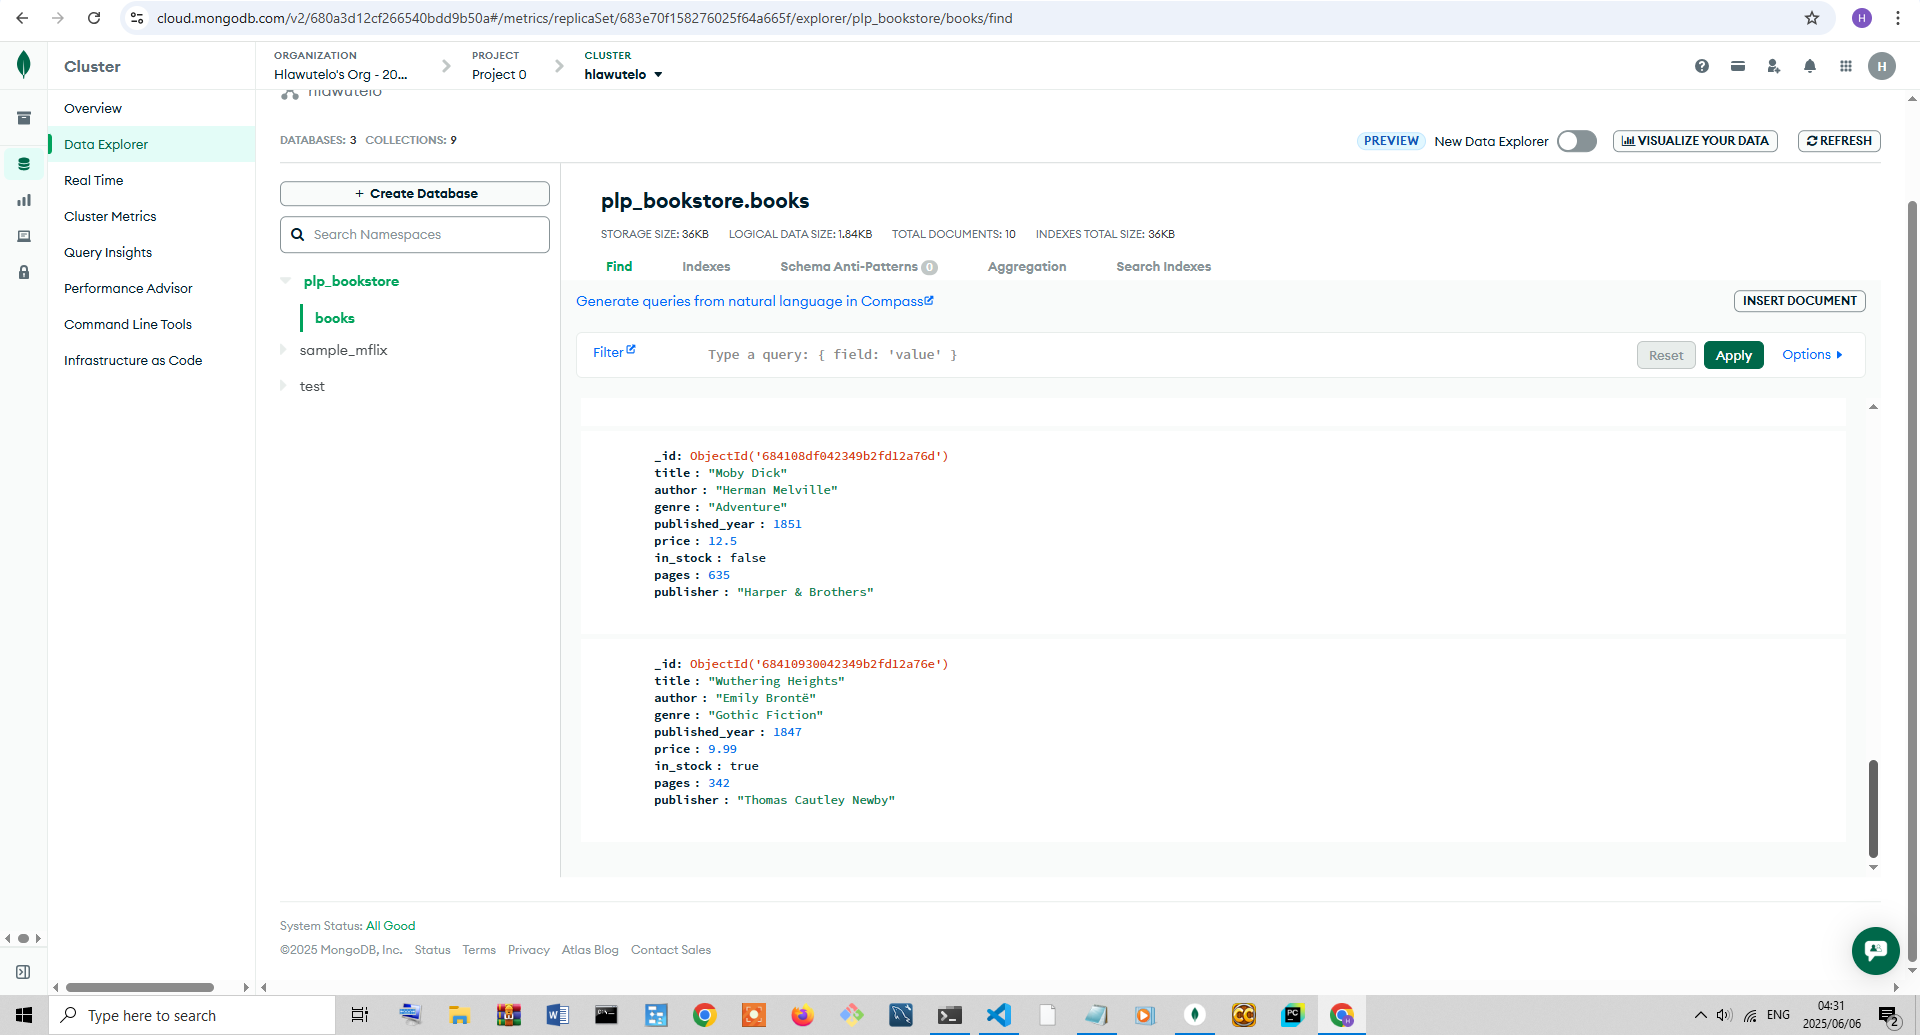 cloud.mongodb.com/v2/680a3d12cf266540bdd9b50a#/metrics/replicaSet/683e70f158276025f64a665f/explorer/plp_bookstore/books/find
H
Cluster
ORGANIZATION
Hlawutelo's Org - 20...
PROJECT
Project 0
CLUSTER
hlawutelo
H
Overview
Data Explorer
Real Time
Cluster Metrics
Query Insights
Performance Advisor
Command Line Tools
Infrastructure as Code
hlawutelo
DATABASES: 3 COLLECTIONS: 9
PREVIEW New Data Explorer
VISUALIZE YOUR DATA
REFRESH
+ Create Database
Search Namespaces
plp_bookstore
books
sample_mflix
test
plp_bookstore.books
STORAGE SIZE: 36KB LOGICAL DATA SIZE: 1.84KB TOTAL DOCUMENTS: 10 INDEXES TOTAL SIZE: 36KB
Find Indexes Schema Anti-Patterns 0 Aggregation Search Indexes
Generate queries from natural language in Compass
INSERT DOCUMENT
Filter
Type a query: { field: 'value' }
Reset
Apply
Options
_id: ObjectId('684108df042349b2fd12a76d')
title : "Moby Dick"
author : "Herman Melville"
genre : "Adventure"
published_year : 1851
price : 12.5
in_stock : false
pages : 635
publisher : "Harper & Brothers"
_id: ObjectId('68410930042349b2fd12a76e')
title : "Wuthering Heights"
author : "Emily Brontë"
genre : "Gothic Fiction"
published_year : 1847
price : 9.99
in_stock : true
pages : 342
publisher : "Thomas Cautley Newby"
System Status: All Good
©2025 MongoDB, Inc. Status Terms Privacy Atlas Blog Contact Sales
Type here to search
ENG
04:31
2025/06/06
2